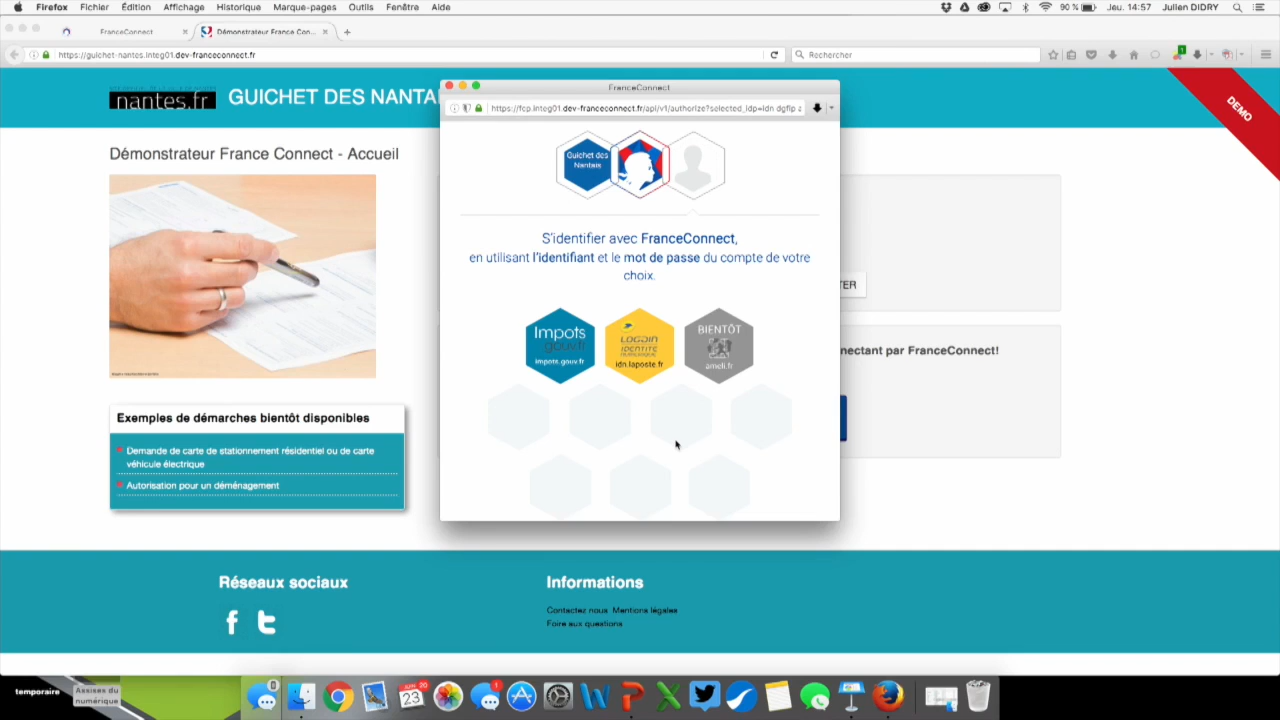 Firefox Fichier Édition Affichage Historique Marque-pages Outils Fenêtre Aide
90 % Jeu. 14:57 Julien DIDRY
FranceConnect
Démonstrateur France Con...
https://guichet-nantes.integ01.dev-franceconnect.fr
Rechercher
1
nantes.fr
GUICHET DES NANTA
DEMO
FranceConnect
https://fcp.integ01.dev-franceconnect.fr/api/v1/authorize?selected_idp=idn dgfip
Démonstrateur France Connect - Accueil
Guichet des
Nantais
S'identifier avec FranceConnect,
en utilisant l'identifiant et le mot de passe du compte de votre
choix.
TER
Impots
gouv.fr
impots.gouv.fr
idn.laposte.fr
BIENTÔT
ameli.fr
nectant par FranceConnect!
Exemples de démarches bientôt disponibles
Demande de carte de stationnement résidentiel ou de carte
véhicule électrique
Autorisation pour un déménagement
Réseaux sociaux
Informations
Contactez nous Mentions légales
Foire aux questions
temporaire
Assises du
numérique
0
23
1